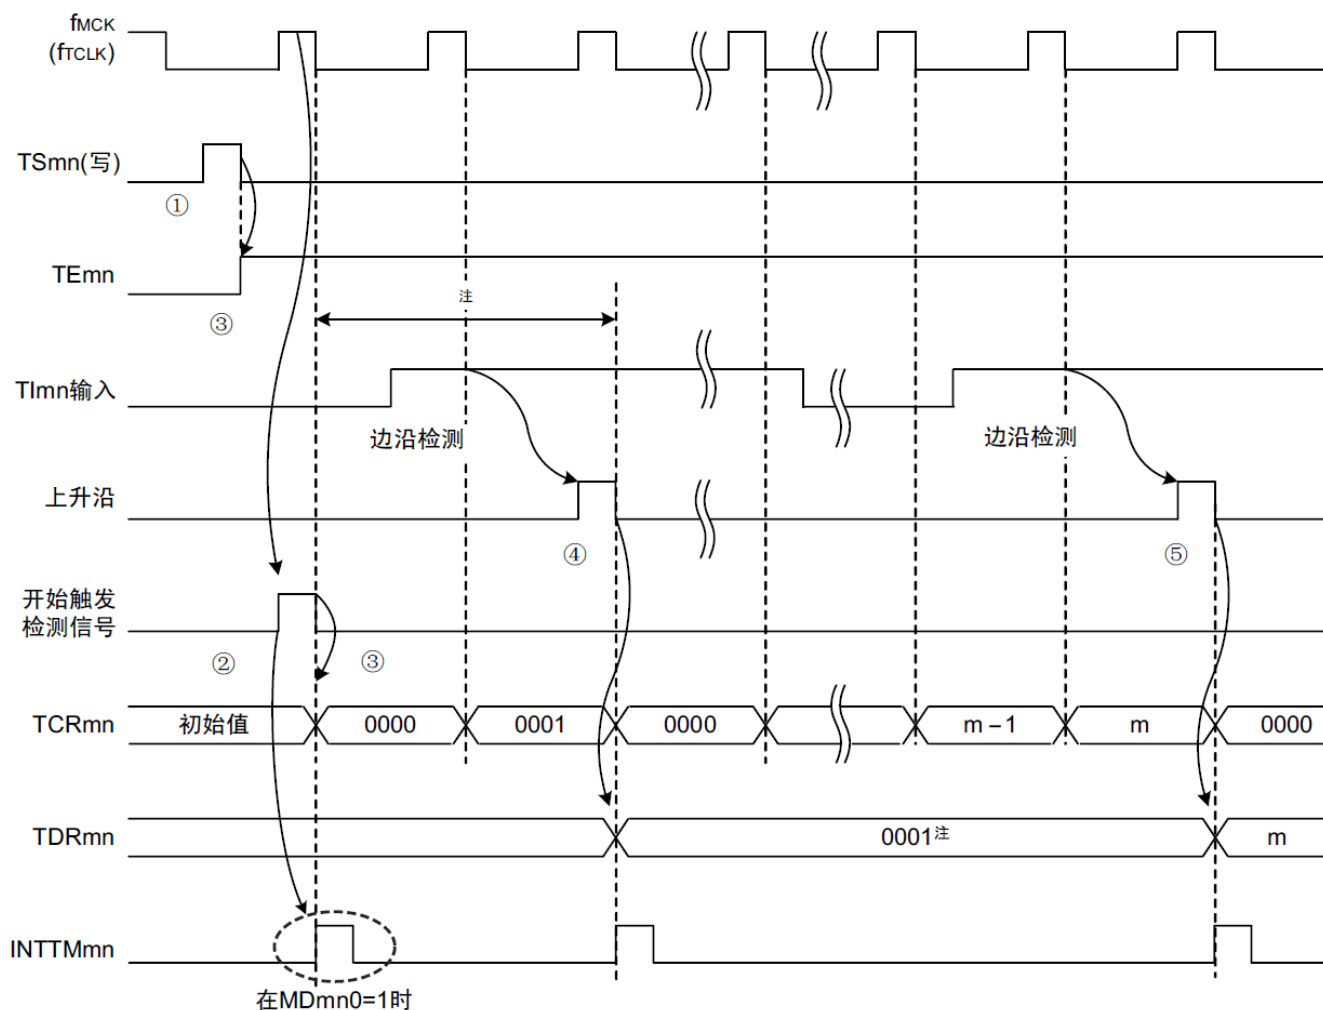 fMCK
(fTCLK)
TSmn(写)
①
TEmn
③
注
TImn输入
边沿检测
边沿检测
上升沿
④
⑤
开始触发
检测信号
②
③
TCRmn
初始值
0000
0001
0000
m－1
m
0000
TDRmn
0001注
m
INTTMmn
在MDmn0=1时